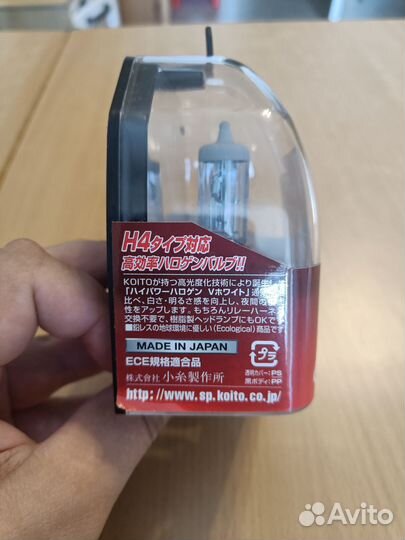 H4タイプ対応
高効率ハロゲンバルブ!!
KOITOが持つ高光度化技術により誕生し
「ハイパワーハロゲン Vホワイト」
比べ、白さ・明るさ感を向上し、夜間の
性をアップします。もちろんリレーハーネ
交換不要で、樹脂製ヘッドランプにもOKで
■鉛レスの地球環境に優しい(Ecological)商品です
MADE IN JAPAN
ECE規格適合品
株式会社 小糸製作所
http://www.sp.koito.co.jp/
プラ
透明カバー:PS
黒ボディ:PP
Avito